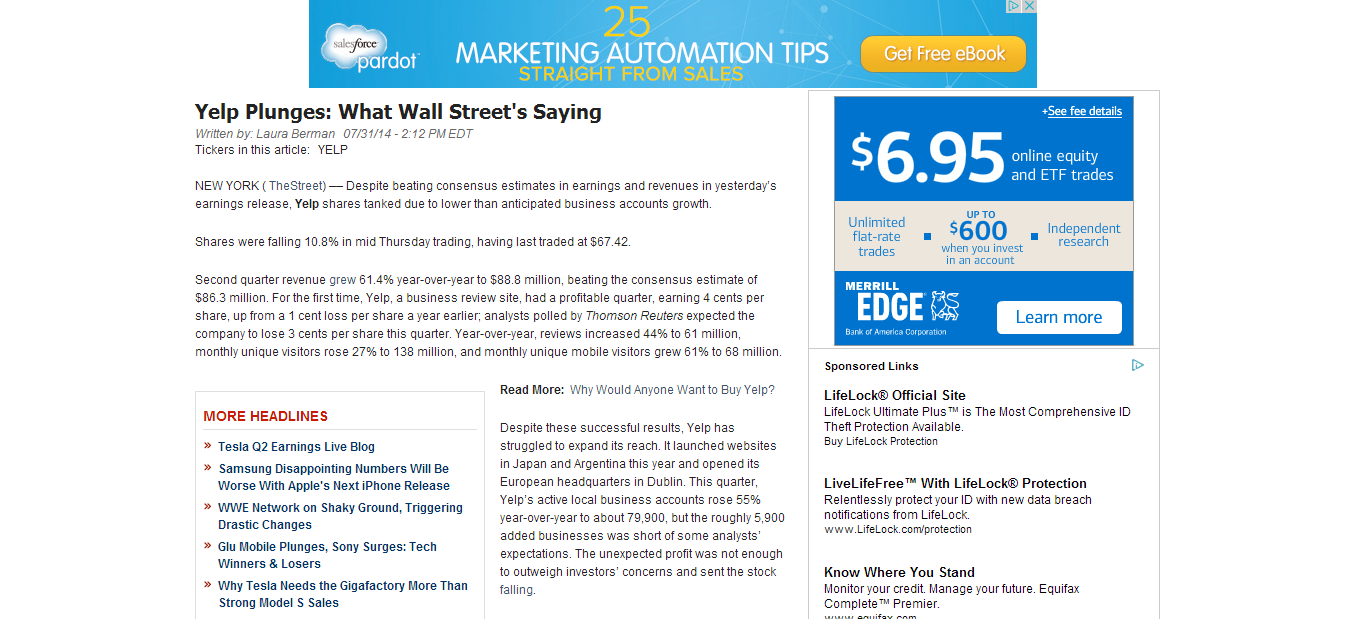 25
salesforce
pardot
MARKETING AUTOMATION TIPS
STRAIGHT FROM SALES
Get Free eBook
Yelp Plunges: What Wall Street's Saying
Written by: Laura Berman 07/31/14 - 2:12 PM EDT
Tickers in this article: YELP
NEW YORK ( TheStreet) — Despite beating consensus estimates in earnings and revenues in yesterday's
earnings release, Yelp shares tanked due to lower than anticipated business accounts growth.
Shares were falling 10.8% in mid Thursday trading, having last traded at $67.42.
Second quarter revenue grew 61.4% year-over-year to $88.8 million, beating the consensus estimate of
$86.3 million. For the first time, Yelp, a business review site, had a profitable quarter, earning 4 cents per
share, up from a 1 cent loss per share a year earlier; analysts polled by Thomson Reuters expected the
company to lose 3 cents per share this quarter. Year-over-year, reviews increased 44% to 61 million,
monthly unique visitors rose 27% to 138 million, and monthly unique mobile visitors grew 61% to 68 million.
MORE HEADLINES
» Tesla Q2 Earnings Live Blog
» Samsung Disappointing Numbers Will Be
Worse With Apple's Next iPhone Release
» WWE Network on Shaky Ground, Triggering
Drastic Changes
» Glu Mobile Plunges, Sony Surges: Tech
Winners & Losers
» Why Tesla Needs the Gigafactory More Than
Strong Model S Sales
Read More: Why Would Anyone Want to Buy Yelp?
Despite these successful results, Yelp has
struggled to expand its reach. It launched websites
in Japan and Argentina this year and opened its
European headquarters in Dublin. This quarter,
Yelp's active local business accounts rose 55%
year-over-year to about 79,900, but the roughly 5,900
added businesses was short of some analysts'
expectations. The unexpected profit was not enough
to outweigh investors' concerns and sent the stock
falling.
+See fee details
$6.95 online equity
and ETF trades
Unlimited
flat-rate
trades
UP TO
$600
when you invest
in an account
Independent
research
MERRILL
EDGE
Bank of America Corporation
Learn more
Sponsored Links
LifeLock® Official Site
LifeLock Ultimate Plus™ is The Most Comprehensive ID
Theft Protection Available.
Buy LifeLock Protection
LiveLifeFree™ With LifeLock® Protection
Relentlessly protect your ID with new data breach
notifications from LifeLock.
www.LifeLock.com/protection
Know Where You Stand
Monitor your credit. Manage your future. Equifax
Complete™ Premier.
www.equifax.com